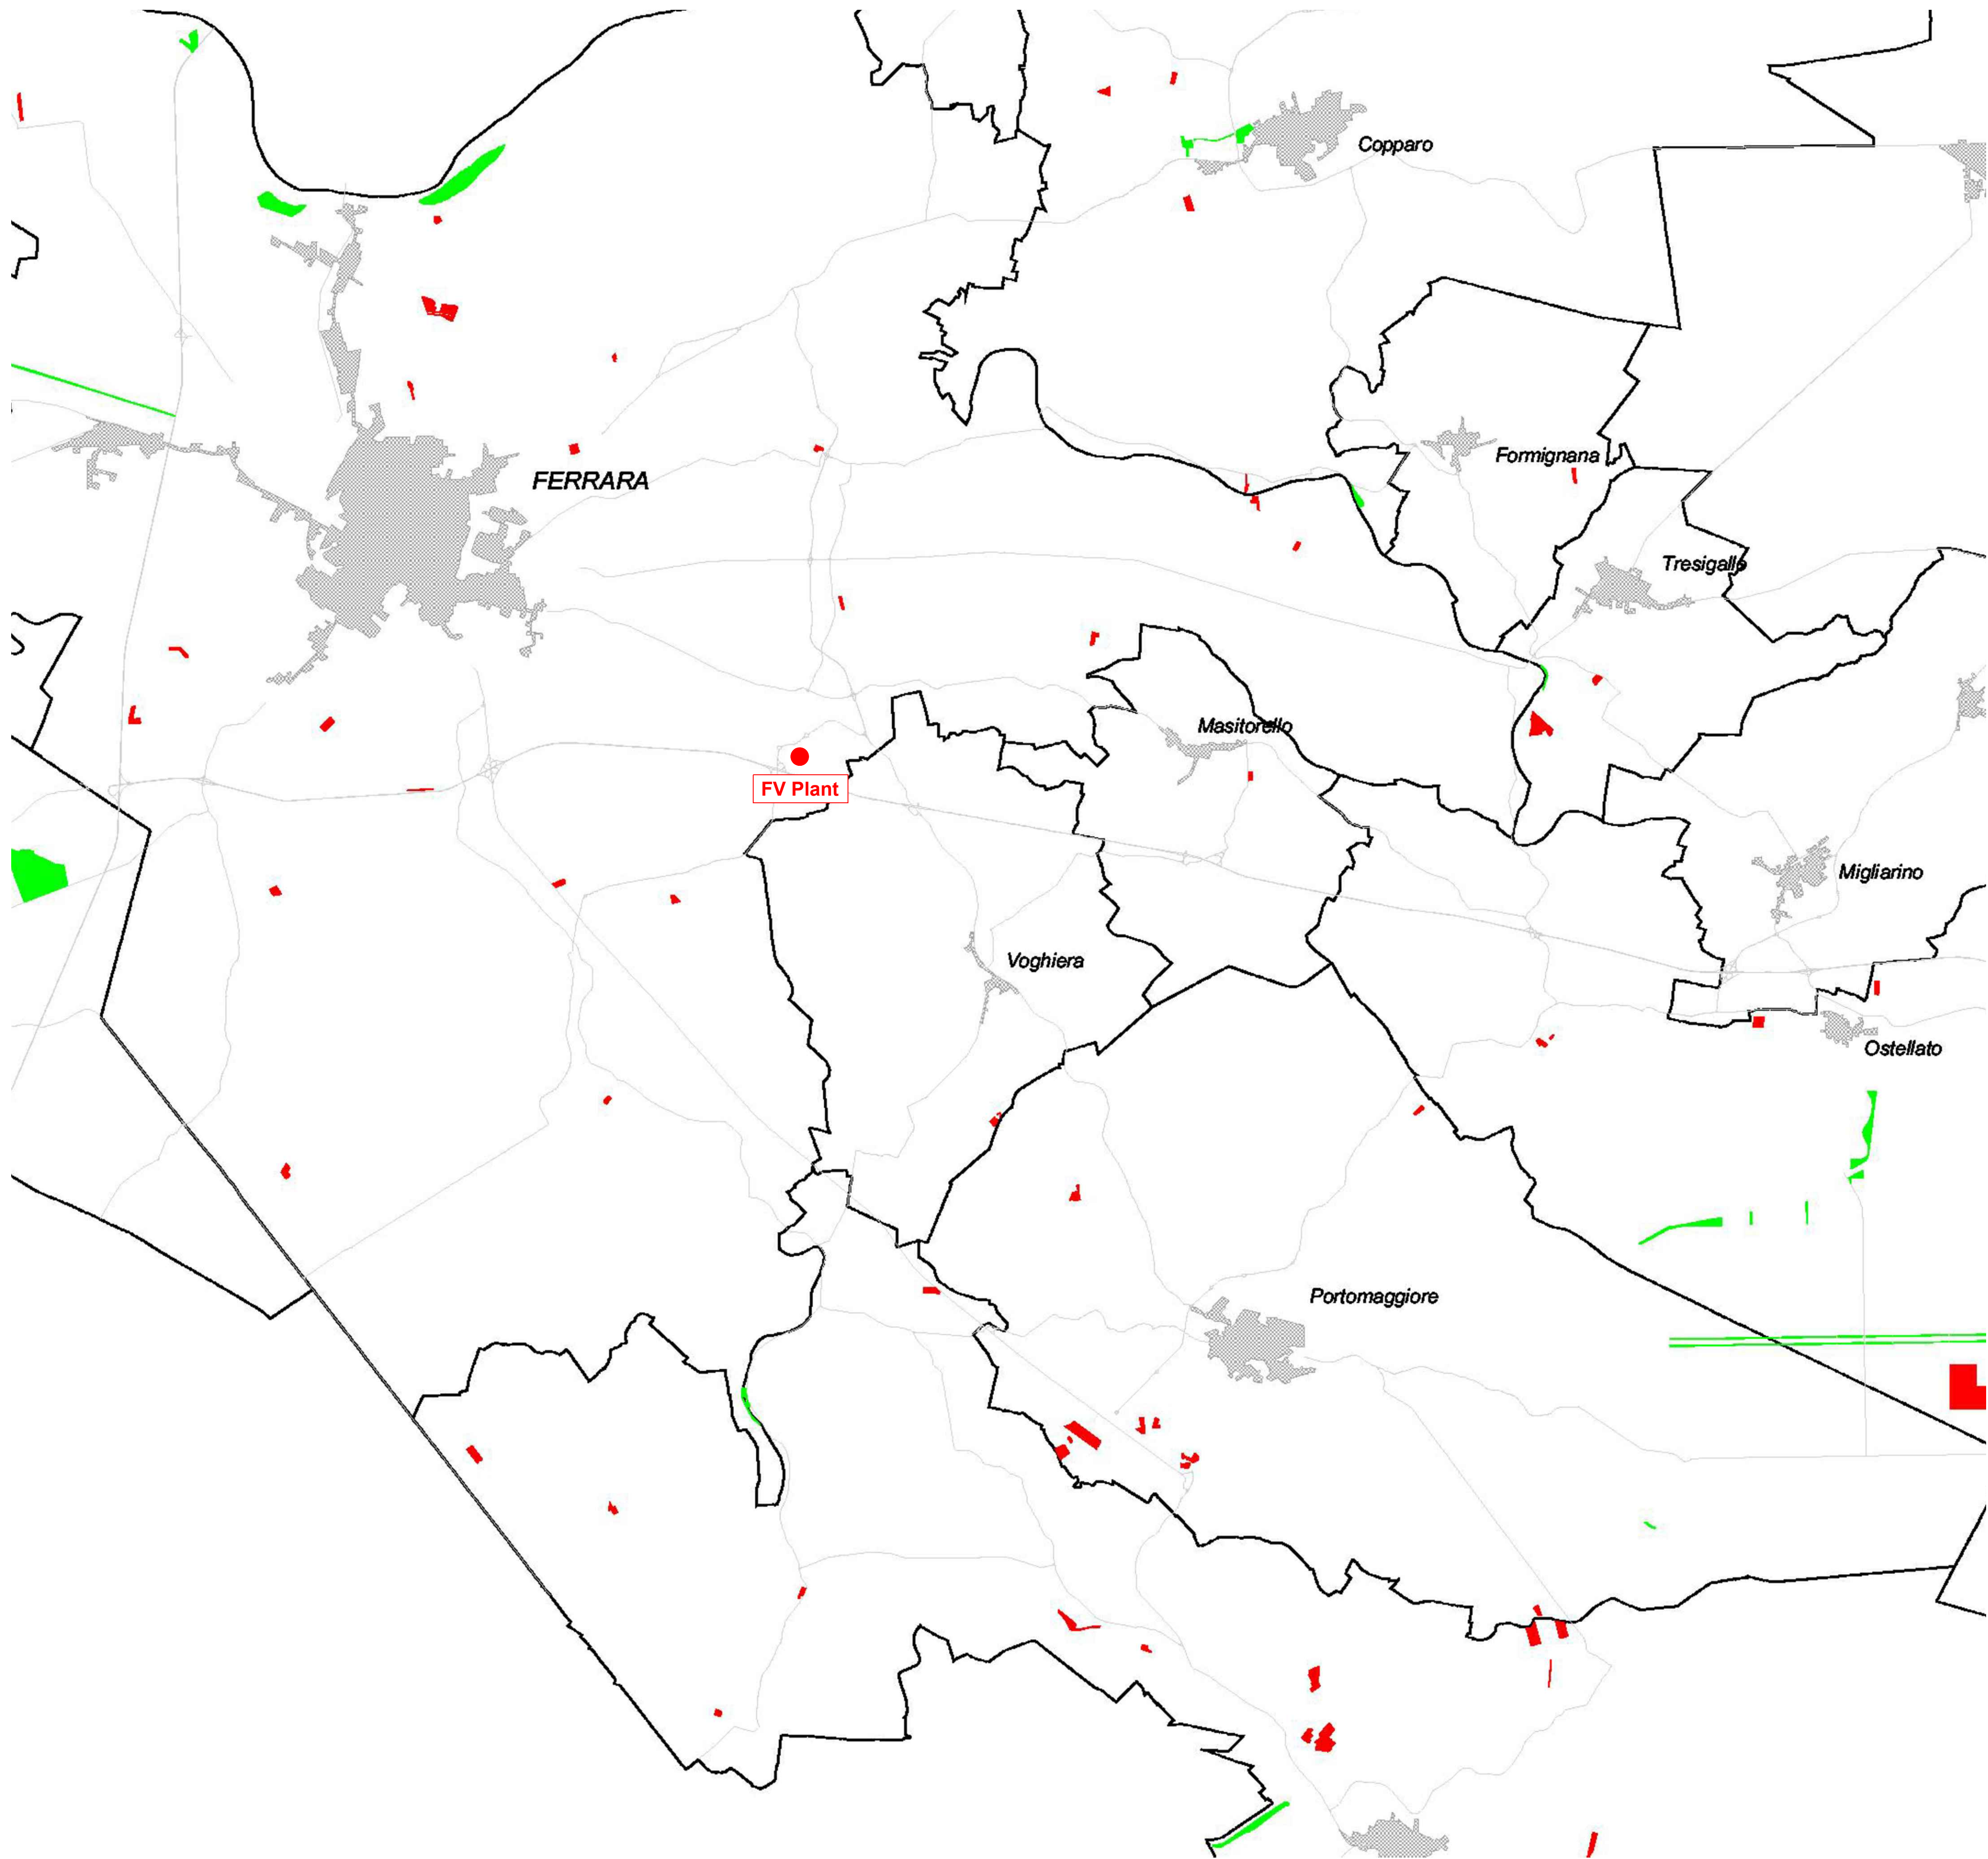 Copparo
FERRARA
Formignana
Tresigallo
Masitorello
FV Plant
Migliarino
Voghiera
Ostellato
Portomaggiore